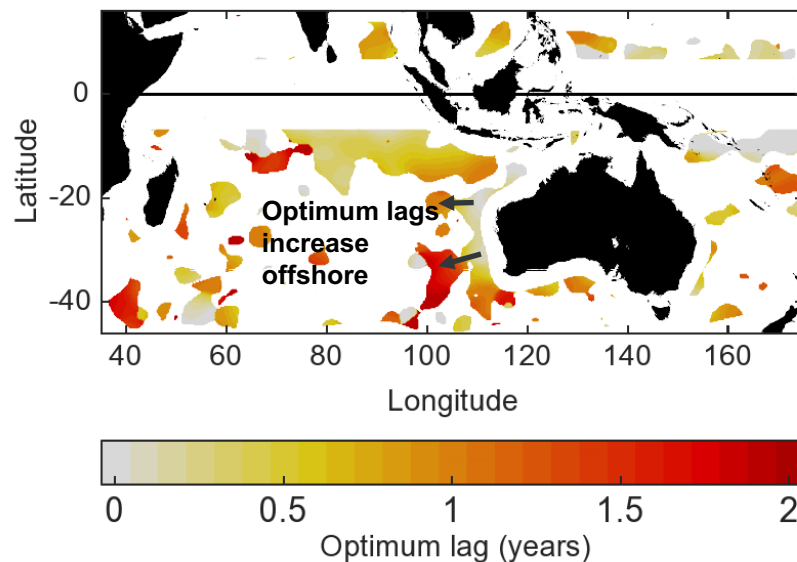 Latitude
0
-20
-40
Optimum lags
increase
offshore
40 60 80 100 120 140 160
Longitude
0 0.5 1 1.5 2
Optimum lag (years)